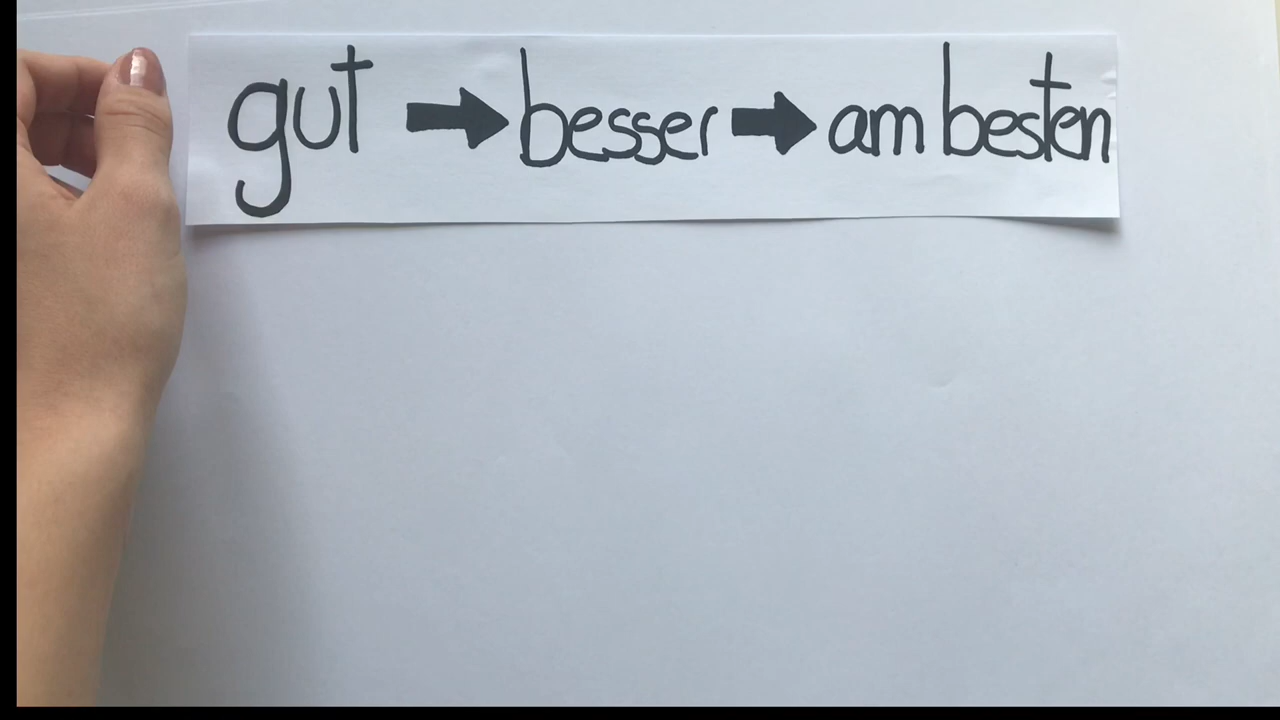 gut → besser → am besten